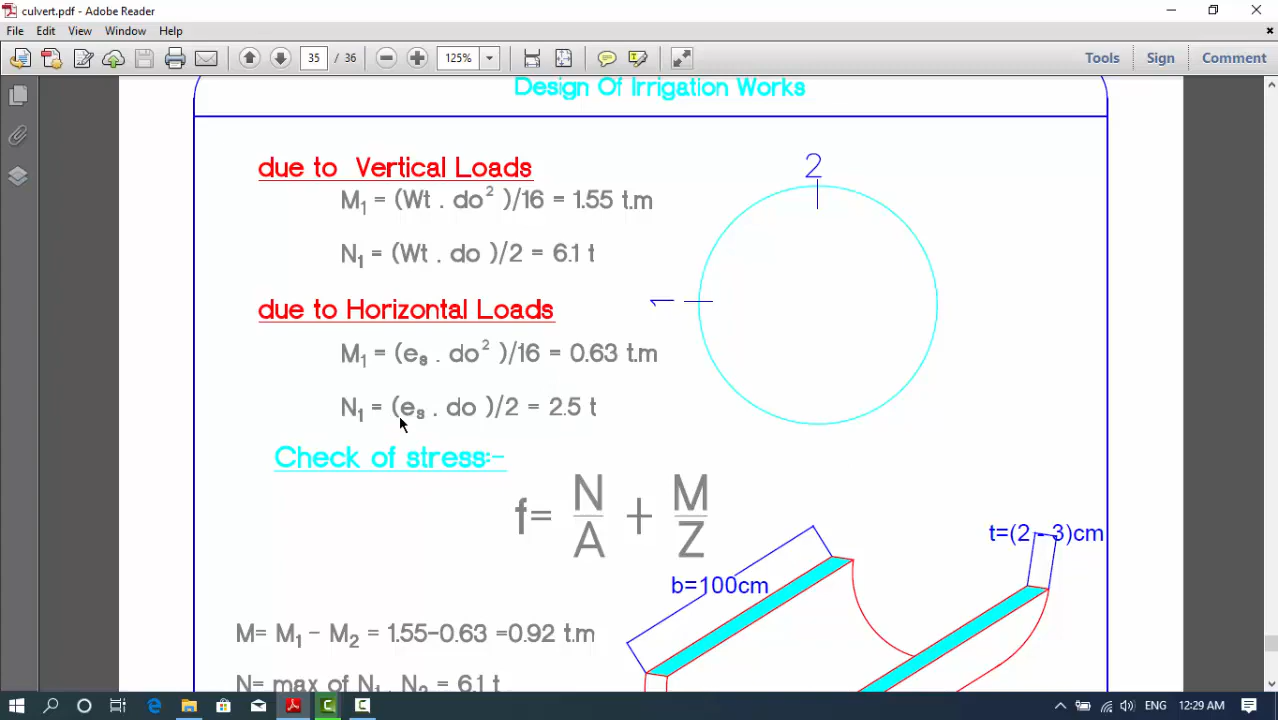 culvert.pdf - Adobe Reader
File Edit View Window Help
35 / 36 125% Tools Sign Comment
Design Of Irrigation Works
due to Vertical Loads
M₁ = (Wt . do² )/16 = 1.55 t.m
N₁ = (Wt . do )/2 = 6.1 t
due to Horizontal Loads
M₁ = (eₛ . do² )/16 = 0.63 t.m
N₁ = (eₛ . do )/2 = 2.5 t
2
1
Check of stress:-
f= N/A + M/Z
t=(2 - 3)cm
b=100cm
M= M₁ - M₂ = 1.55-0.63 =0.92 t.m
N= max of N₁ , N₂ = 6.1 t
ENG 12:29 AM